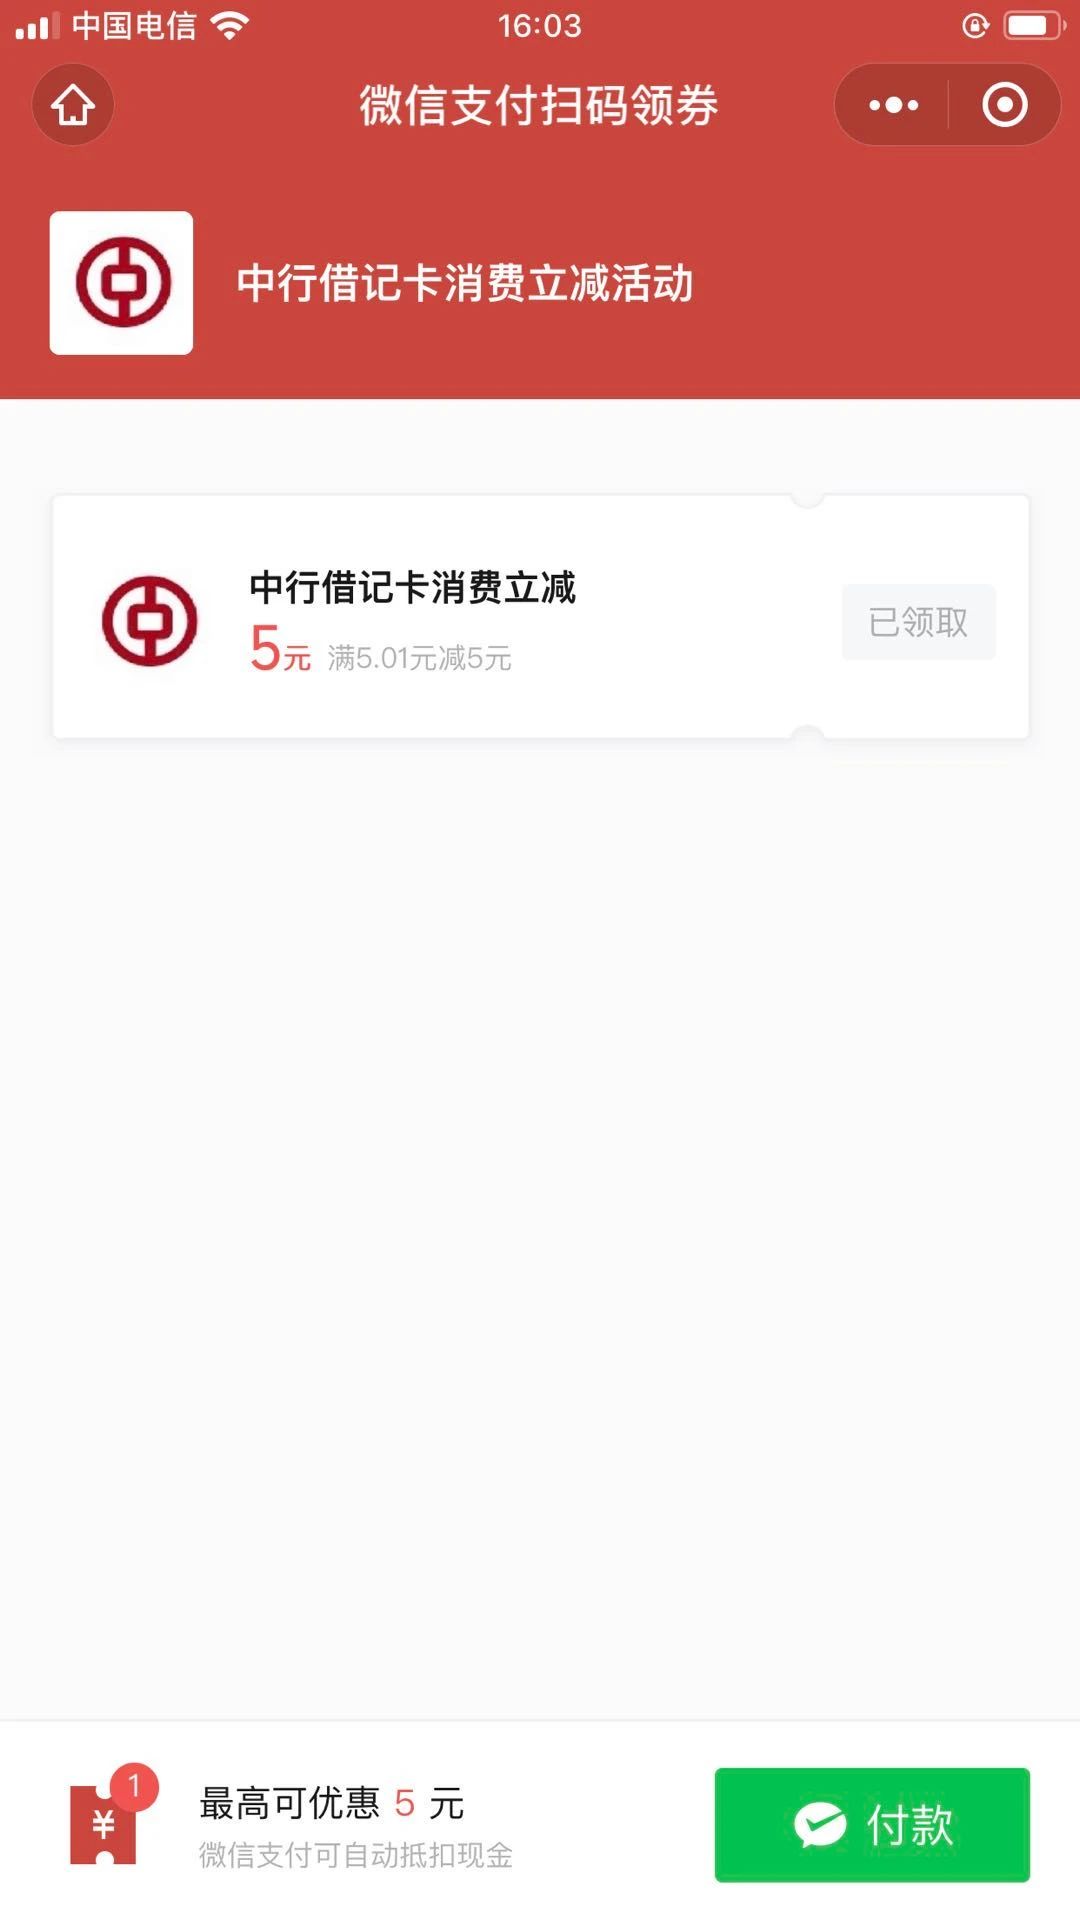 中国电信 16:03
微信支付扫码领券
中行借记卡消费立减活动
中行借记卡消费立减
5元 满5.01元减5元
已领取
¥ 1
最高可优惠 5 元
微信支付可自动抵扣现金
付款